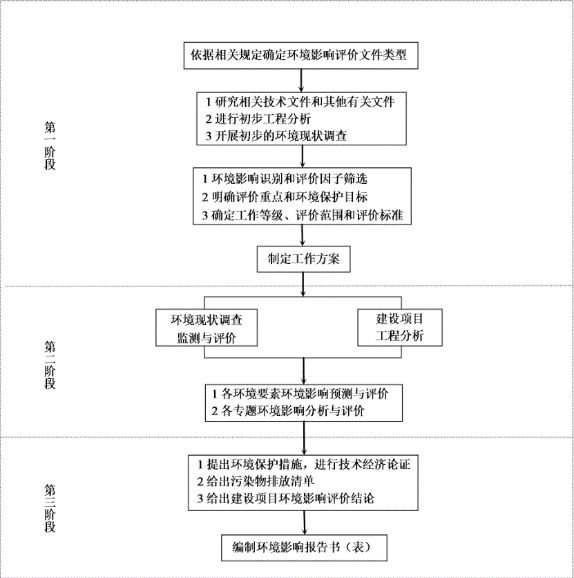 依据相关规定确定环境影响评价文件类型
第一阶段
1 研究相关技术文件和其他有关文件
2 进行初步工程分析
3 开展初步的环境现状调查
1 环境影响识别和评价因子筛选
2 明确评价重点和环境保护目标
3 确定工作等级、评价范围和评价标准
制定工作方案
第二阶段
环境现状调查
监测与评价
建设项目
工程分析
1 各环境要素环境影响预测与评价
2 各专题环境影响分析与评价
第三阶段
1 提出环境保护措施，进行技术经济论证
2 给出污染物排放清单
3 给出建设项目环境影响评价结论
编制环境影响报告书（表）